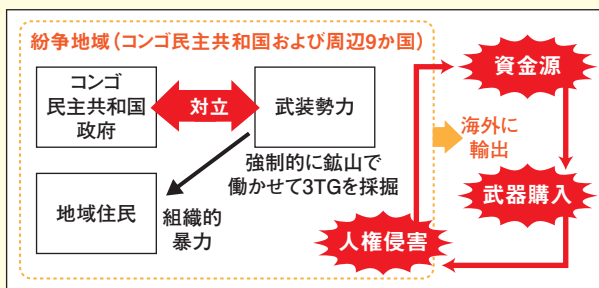 紛争地域(コンゴ民主共和国および周辺9か国)
コンゴ
民主共和国
政府
対立
武装勢力
強制的に鉱山で
働かせて3TGを採掘
地域住民
組織的
暴力
人権侵害
海外に
輸出
資金源
武器購入